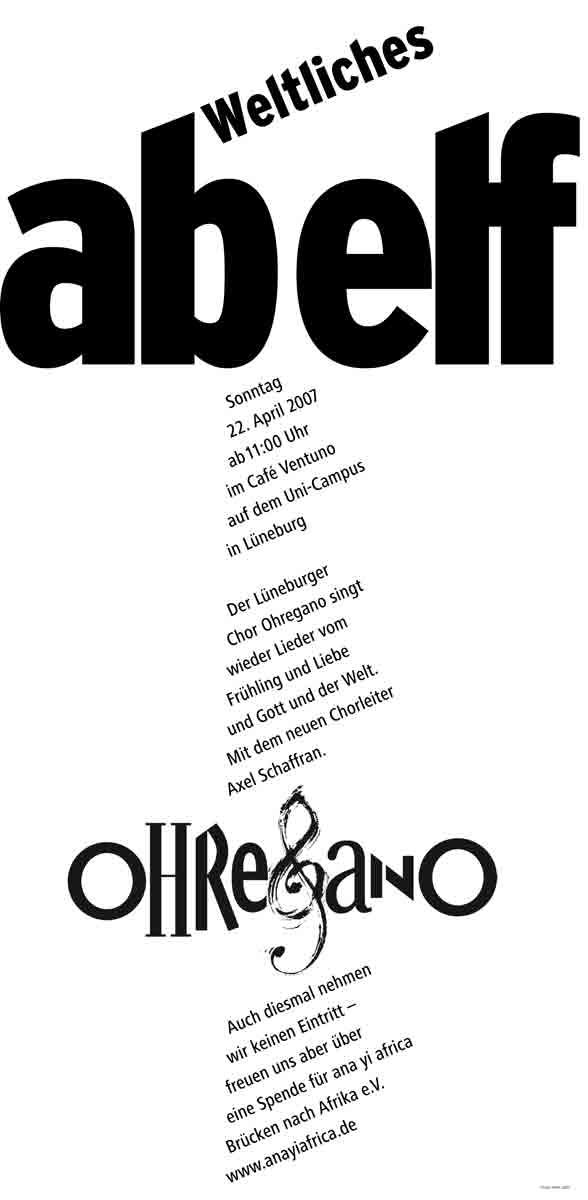 Weltliches
ab elf
Sonntag
22. April 2007
ab 11:00 Uhr
im Café Ventuno
auf dem Uni-Campus
in Lüneburg
Der Lüneburger
Chor Ohregano singt
wieder Lieder vom
Frühling und Liebe
und Gott und der Welt.
Mit dem neuen Chorleiter
Axel Schaffran.
OHReGaNO
Auch diesmal nehmen
wir keinen Eintritt –
freuen uns aber über
eine Spende für ana yi africa
Brücken nach Afrika e.V.
www.anayiafrica.de